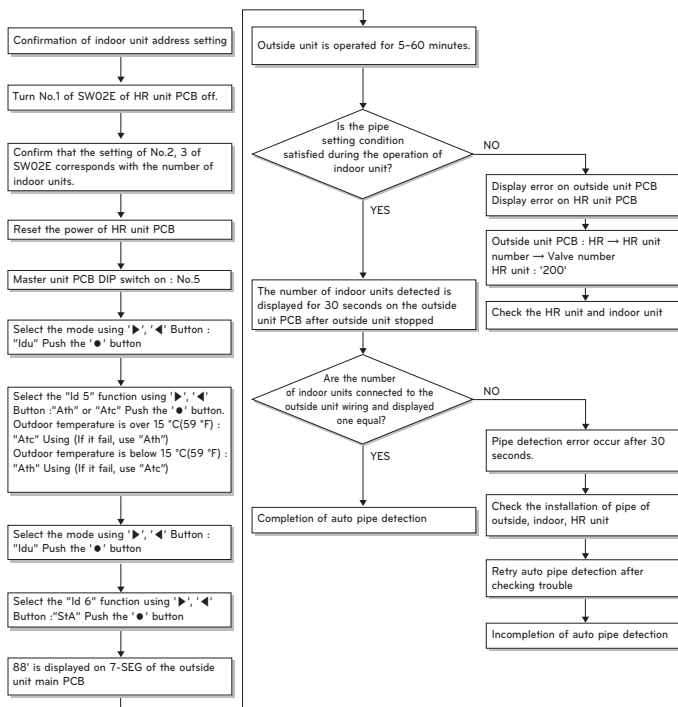 Confirmation of indoor unit address setting
Turn No.1 of SW02E of HR unit PCB off.
Confirm that the setting of No.2, 3 of
SW02E corresponds with the number of
indoor units.
Reset the power of HR unit PCB
Master unit PCB DIP switch on : No.5
Select the mode using '▶', '◀' Button :
"Idu" Push the '●' button
Select the "Id 5" function using '▶', '◀'
Button :"Ath" or "Atc" Push the '●' button.
Outdoor temperature is over 15 °C(59 °F) :
"Atc" Using (If it fail, use "Ath")
Outdoor temperature is below 15 °C(59 °F) :
"Ath" Using (If it fail, use "Atc")
Select the mode using '▶', '◀' Button :
"Idu" Push the '●' button
Select the "Id 6" function using '▶', '◀'
Button :"StA" Push the '●' button
88' is displayed on 7-SEG of the outside
unit main PCB
Outside unit is operated for 5~60 minutes.
Is the pipe
setting condition
satisfied during the operation of
indoor unit?
NO
YES
Display error on outside unit PCB
Display error on HR unit PCB
Outside unit PCB : HR → HR unit
number → Valve number
HR unit : '200'
Check the HR unit and indoor unit
The number of indoor units detected is
displayed for 30 seconds on the outside
unit PCB after outside unit stopped
Are the number
of indoor units connected to the
outside unit wiring and displayed
one equal?
NO
YES
Pipe detection error occur after 30
seconds.
Check the installation of pipe of
outside, indoor, HR unit
Retry auto pipe detection after
checking trouble
Incompletion of auto pipe detection
Completion of auto pipe detection